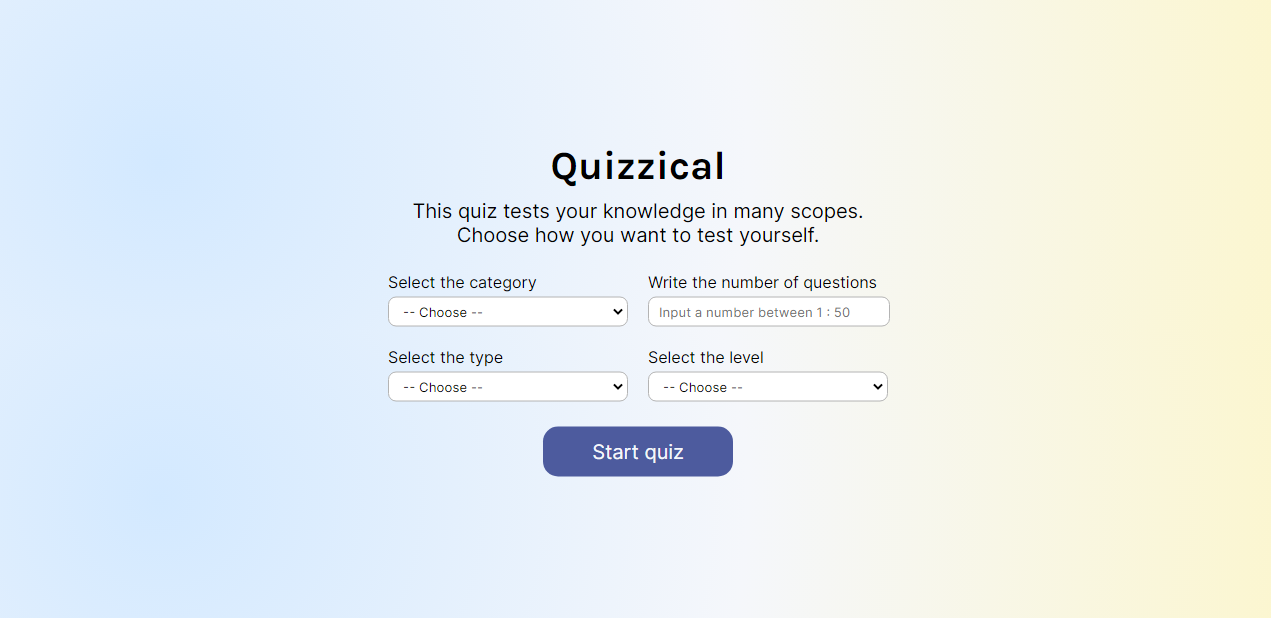 Quizzical
This quiz tests your knowledge in many scopes.
Choose how you want to test yourself.
Select the category
Write the number of questions
-- Choose --
Input a number between 1 : 50
Select the type
Select the level
-- Choose --
-- Choose --
Start quiz